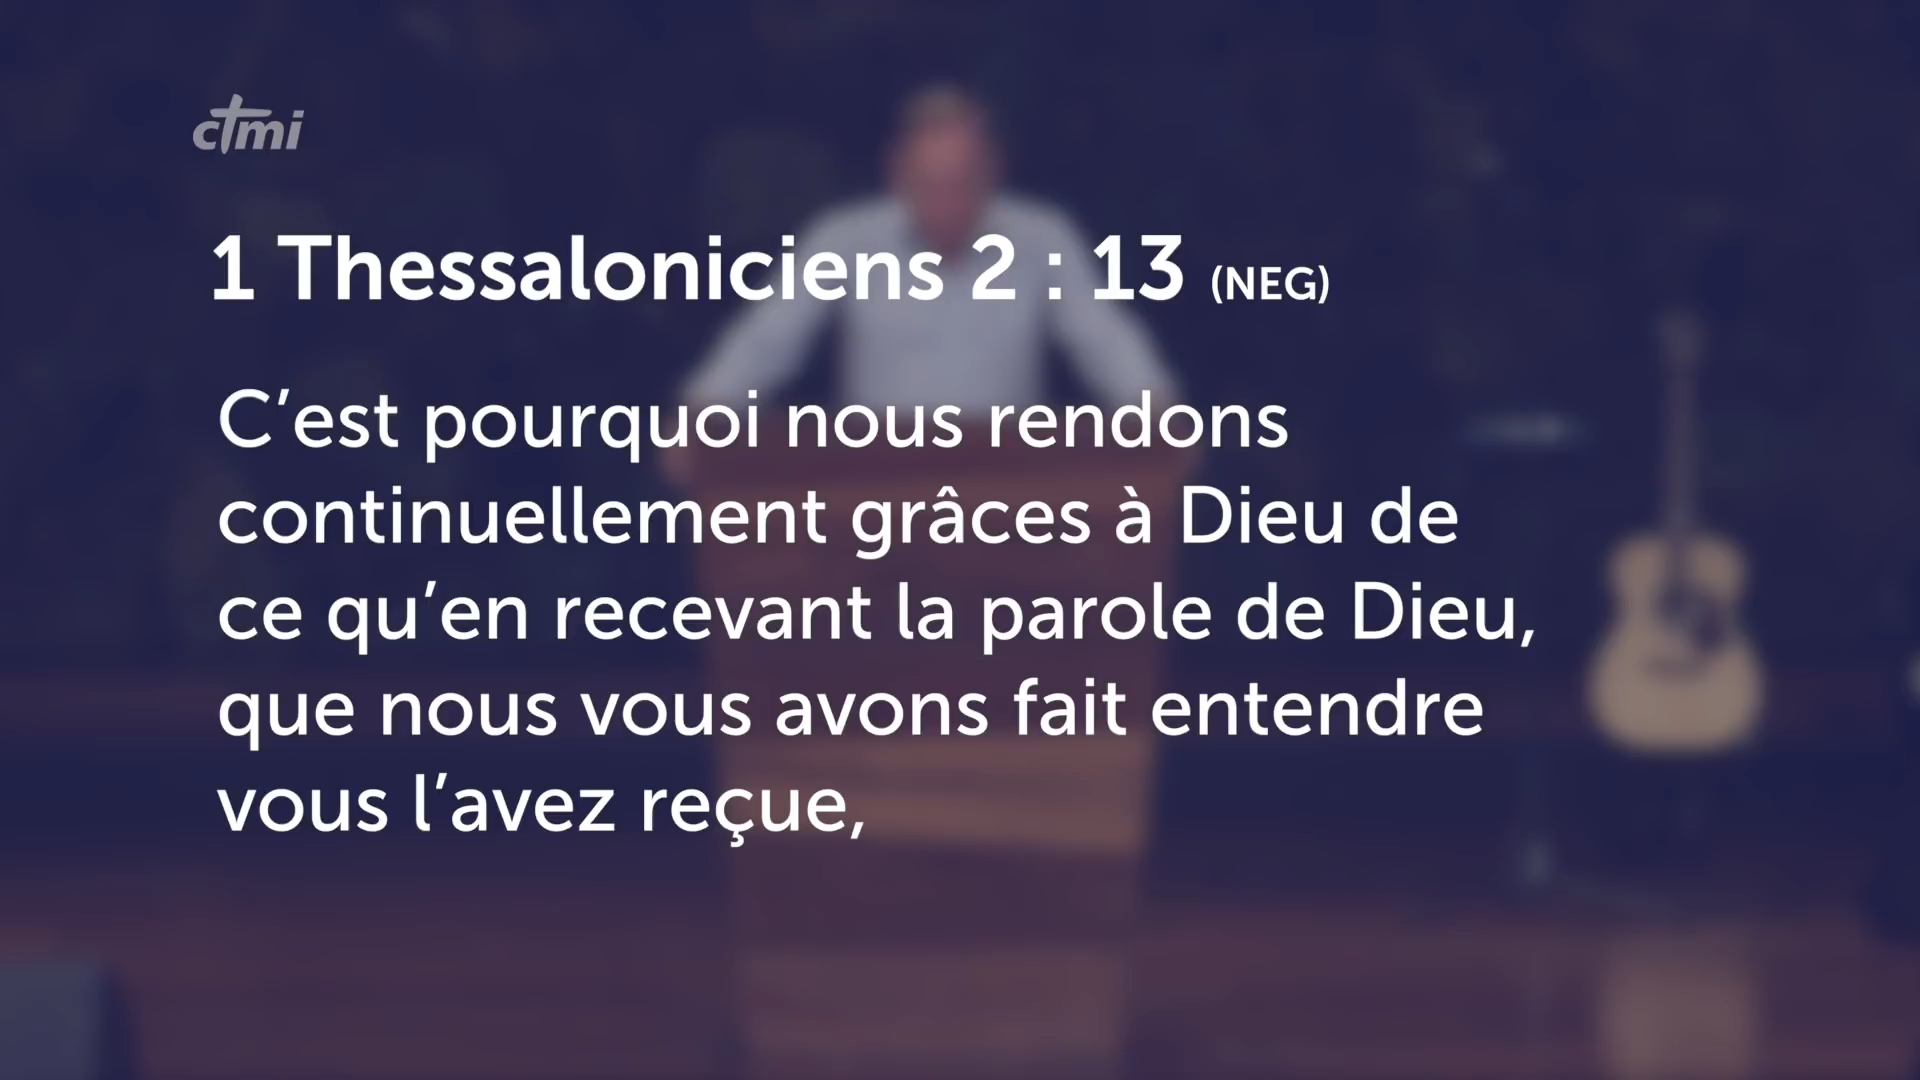 ctmi
1 Thessaloniciens 2 : 13 (NEG)
C’est pourquoi nous rendons
continuellement grâces à Dieu de
ce qu’en recevant la parole de Dieu,
que nous vous avons fait entendre
vous l’avez reçue,